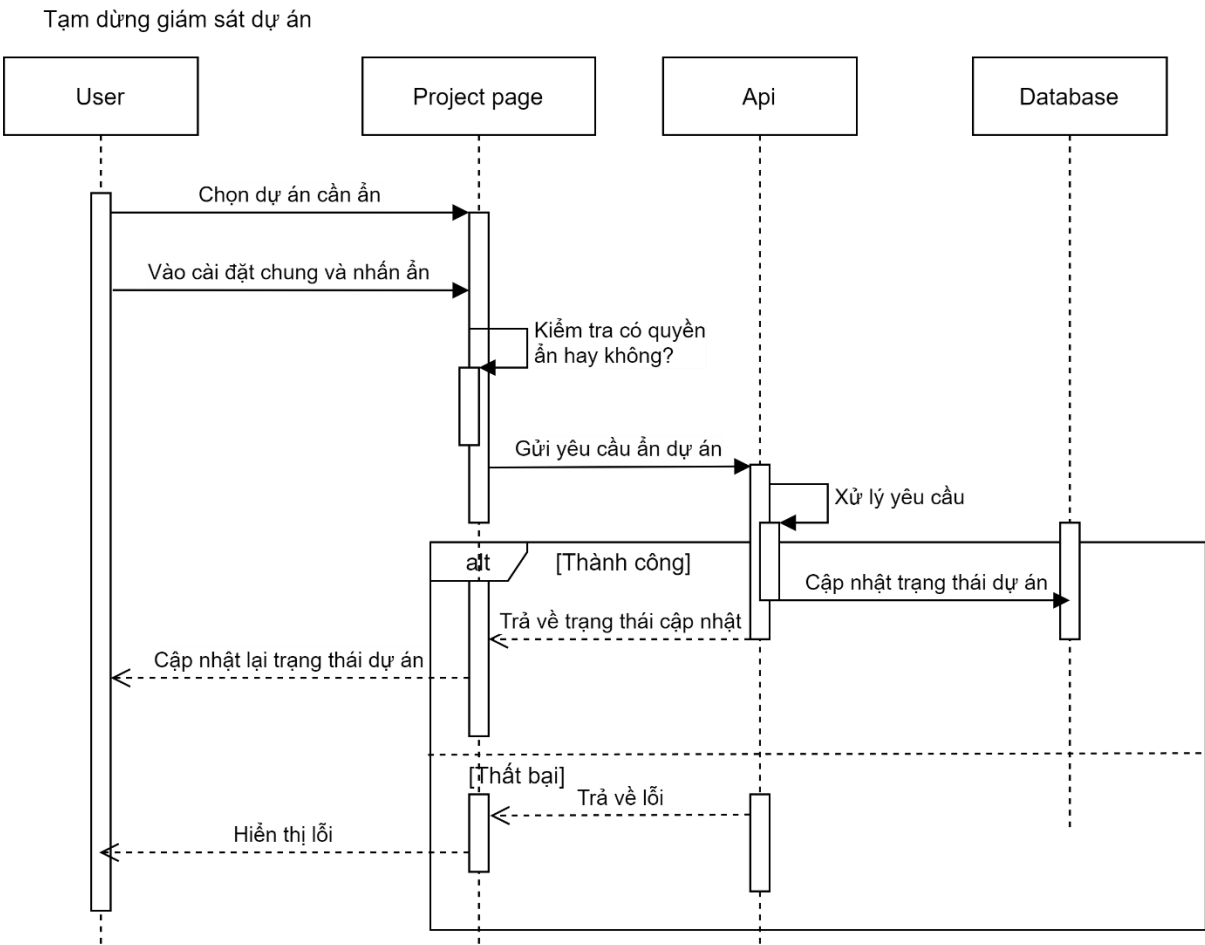 Tạm dừng giám sát dự án
User
Project page
Api
Database
Chọn dự án cần ẩn
Vào cài đặt chung và nhấn ẩn
Kiểm tra có quyền
ẩn hay không?
Gửi yêu cầu ẩn dự án
Xử lý yêu cầu
alt
[Thành công]
Cập nhật trạng thái dự án
Trả về trạng thái cập nhật
Cập nhật lại trạng thái dự án
[Thất bại]
Trả về lỗi
Hiển thị lỗi